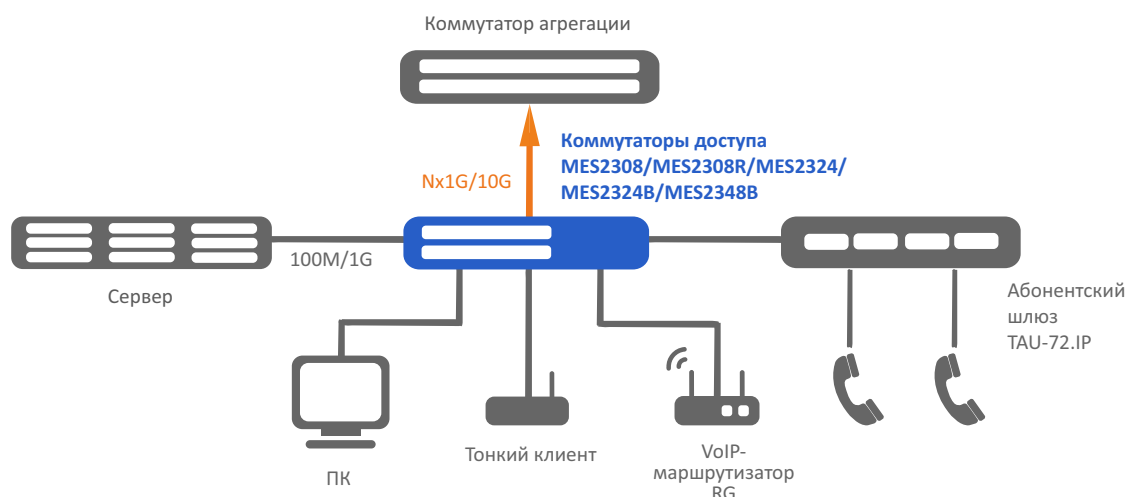 Коммутатор агрегации
Коммутаторы доступа
MES2308/MES2308R/MES2324/
MES2324B/MES2348B
Nx1G/10G
100M/1G
Сервер
Абонентский
шлюз
TAU-72.IP
ПК
Тонкий клиент
VoIP-
маршрутизатор
RG